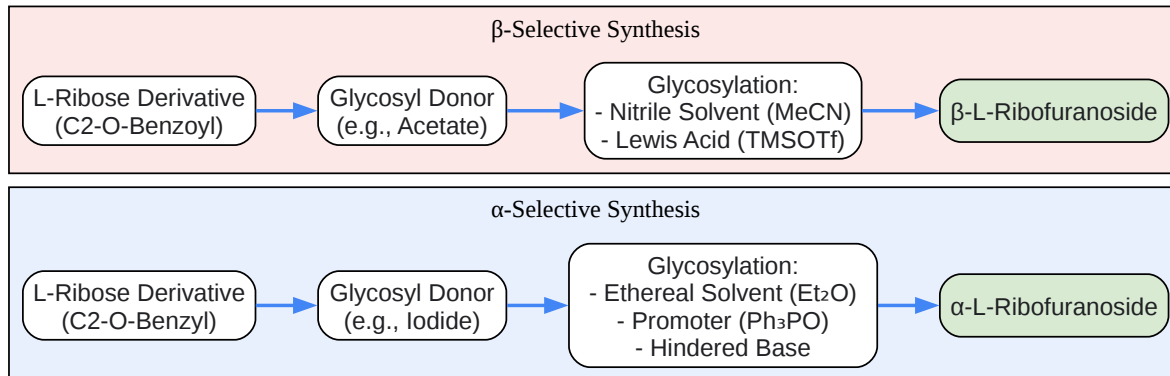 β-Selective Synthesis
L-Ribose Derivative
(C2-O-Benzoyl)
Glycosyl Donor
(e.g., Acetate)
Glycosylation:
- Nitrile Solvent (MeCN)
- Lewis Acid (TMSOTf)
β-L-Ribofuranoside
α-Selective Synthesis
L-Ribose Derivative
(C2-O-Benzyl)
Glycosyl Donor
(e.g., Iodide)
Glycosylation:
- Ethereal Solvent (Et₂O)
- Promoter (Ph₃PO)
- Hindered Base
α-L-Ribofuranoside